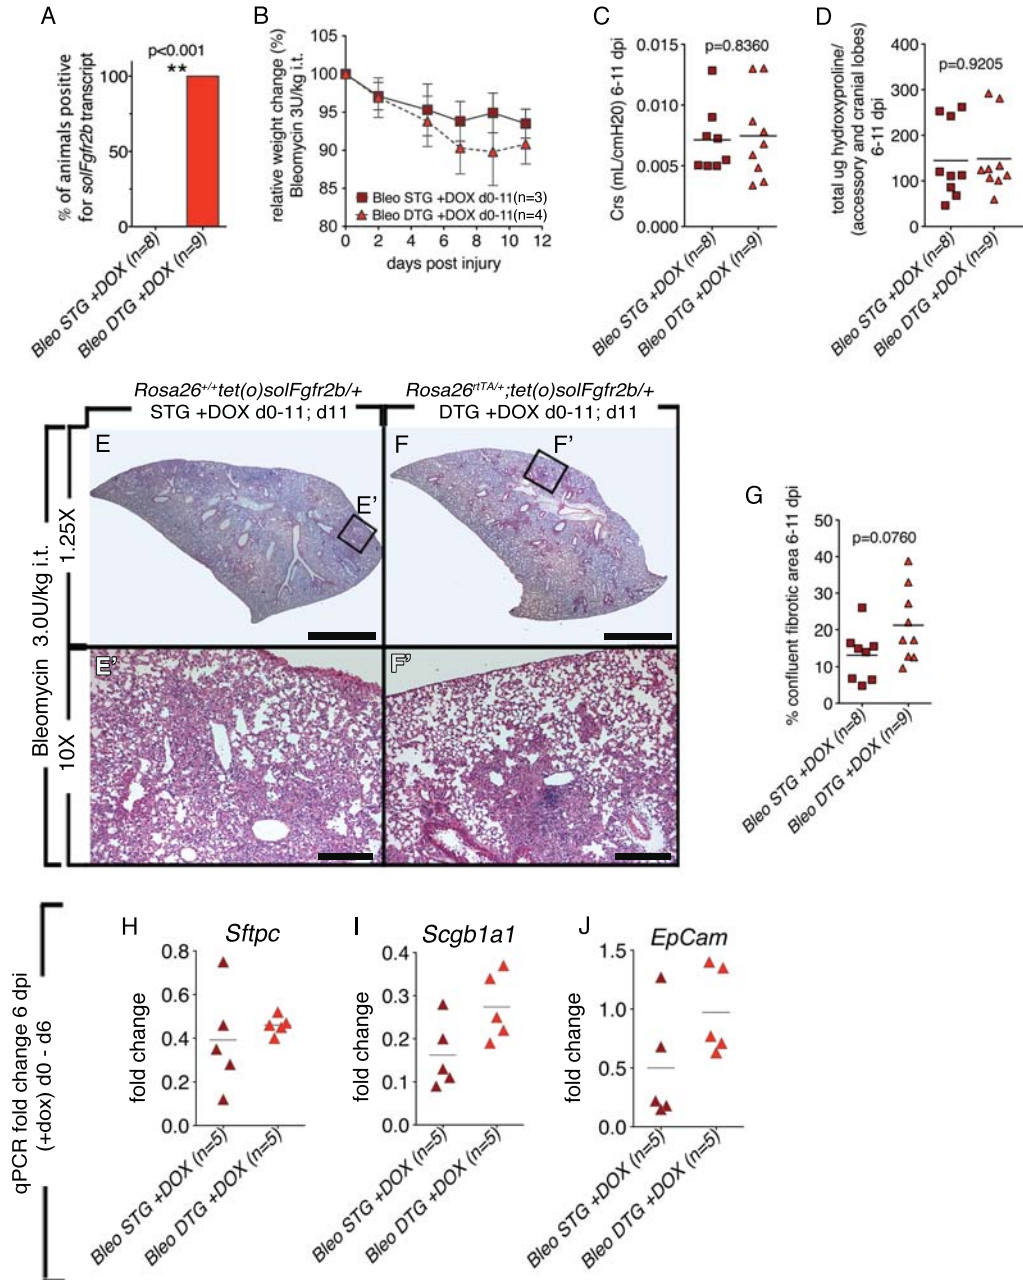 A
p<0.001
**
% of animals positive
for solFgfr2b transcript
100
50
0
Bleo STG +DOX (n=8)
Bleo DTG +DOX (n=9)
B
relative weight change (%)
Bleomycin 3U/kg i.t.
105
100
95
90
85
80
Bleo STG +DOX d0-11(n=3)
Bleo DTG +DOX d0-11(n=4)
0 2 4 6 8 10 12
days post injury
C
Crs (mL/cmH20) 6-11 dpi
p=0.8360
0.015
0.010
0.005
0.000
Bleo STG +DOX (n=8)
Bleo DTG +DOX (n=9)
D
total ug hydroxyproline/
(accessory and cranial lobes)
6-11 dpi
p=0.9205
400
300
200
100
0
Bleo STG +DOX (n=8)
Bleo DTG +DOX (n=9)
Rosa26+/+tet(o)solFgfr2b/+
STG +DOX d0-11; d11
Rosa26rtTA/+;tet(o)solFgfr2b/+
DTG +DOX d0-11; d11
Bleomycin 3.0U/kg i.t.
1.25X
10X
E
E'
F
F'
E'
F'
G
% confluent fibrotic area 6-11 dpi
p=0.0760
50
40
30
20
10
0
Bleo STG +DOX (n=8)
Bleo DTG +DOX (n=9)
qPCR fold change 6 dpi
(+dox) d0 - d6
H
Sftpc
fold change
0.8
0.6
0.4
0.2
0.0
Bleo STG +DOX (n=5)
Bleo DTG +DOX (n=5)
I
Scgb1a1
fold change
0.4
0.3
0.2
0.1
0.0
Bleo STG +DOX (n=5)
Bleo DTG +DOX (n=5)
J
EpCam
fold change
1.5
1.0
0.5
0.0
Bleo STG +DOX (n=5)
Bleo DTG +DOX (n=5)